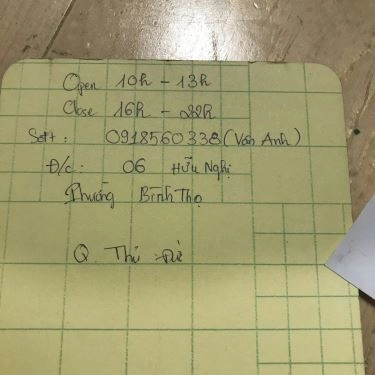 Open 10h - 13h
Close 16h - 22h
Sđt : 0918560338 (Vân Anh)
Đ/c : 06 Hữu Nghị
Phường Bình Thọ
Q. Thủ Đức